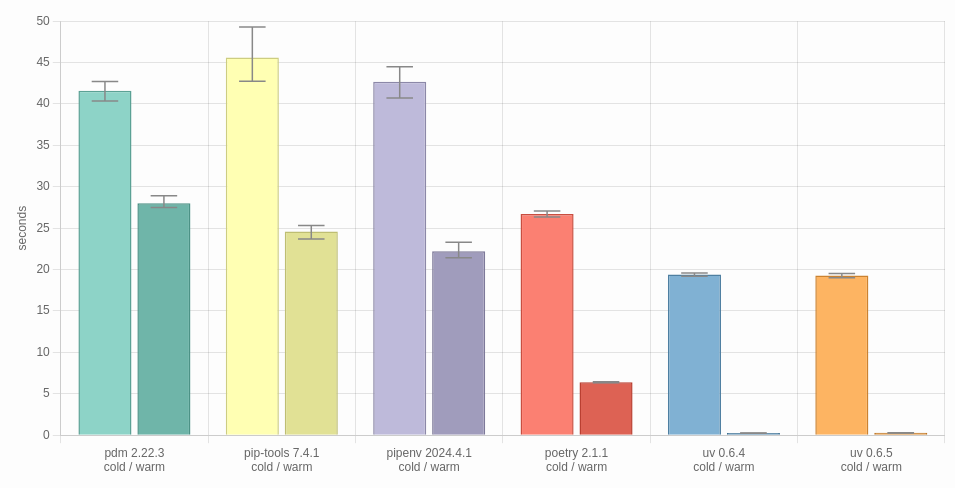 50
45
40
35
30
25
20
15
10
5
0
seconds
pdm 2.22.3
cold / warm
pip-tools 7.4.1
cold / warm
pipenv 2024.4.1
cold / warm
poetry 2.1.1
cold / warm
uv 0.6.4
cold / warm
uv 0.6.5
cold / warm